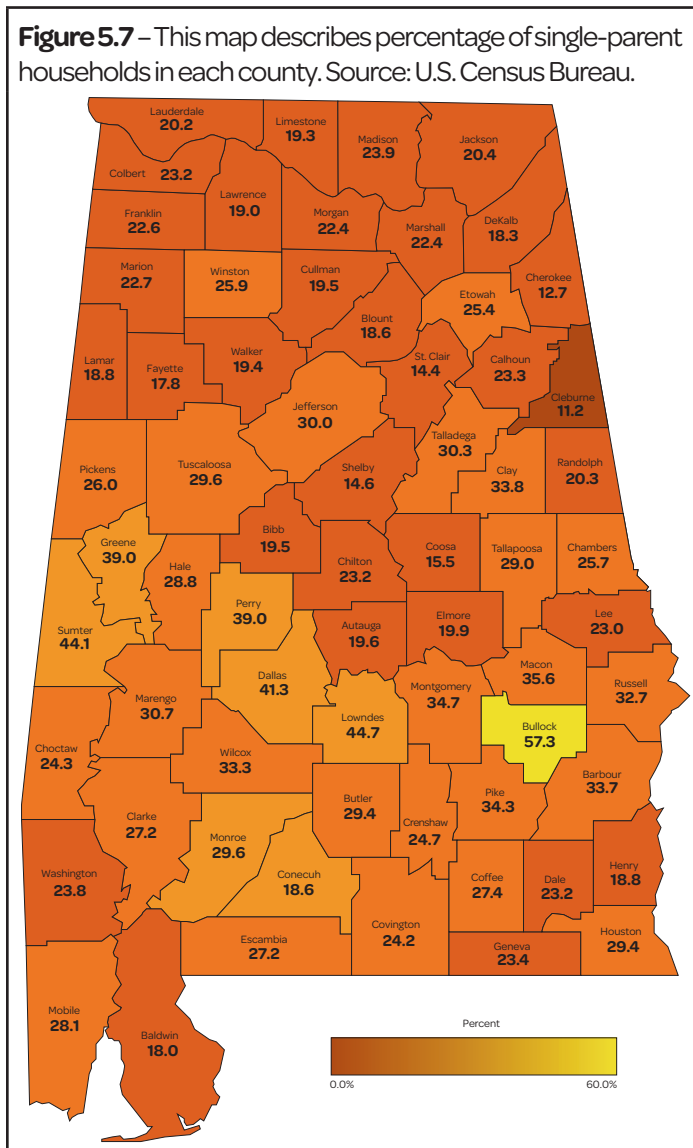 Figure 5.7 – This map describes percentage of single-parent
households in each county. Source: U.S. Census Bureau.
Lauderdale
20.2
Limestone
19.3
Madison
23.9
Jackson
20.4
Colbert 23.2
Lawrence
19.0
Franklin
22.6
Morgan
22.4
Marshall
22.4
DeKalb
18.3
Marion
22.7
Winston
25.9
Cullman
19.5
Cherokee
12.7
Etowah
25.4
Blount
18.6
Lamar
18.8
Fayette
17.8
Walker
19.4
St. Clair
14.4
Calhoun
23.3
Cleburne
11.2
Jefferson
30.0
Talladega
30.3
Pickens
26.0
Tuscaloosa
29.6
Shelby
14.6
Clay
33.8
Randolph
20.3
Greene
39.0
Hale
28.8
Bibb
19.5
Chilton
23.2
Coosa
15.5
Tallapoosa
29.0
Chambers
25.7
Perry
39.0
Sumter
44.1
Autauga
19.6
Elmore
19.9
Lee
23.0
Dallas
41.3
Macon
35.6
Marengo
30.7
Lowndes
44.7
Montgomery
34.7
Russell
32.7
Bullock
57.3
Choctaw
24.3
Wilcox
33.3
Barbour
33.7
Clarke
27.2
Butler
29.4
Crenshaw
24.7
Pike
34.3
Monroe
29.6
Conecuh
18.6
Washington
23.8
Coffee
27.4
Dale
23.2
Henry
18.8
Escambia
27.2
Covington
24.2
Geneva
23.4
Houston
29.4
Mobile
28.1
Baldwin
18.0
Percent
0.0% 60.0%